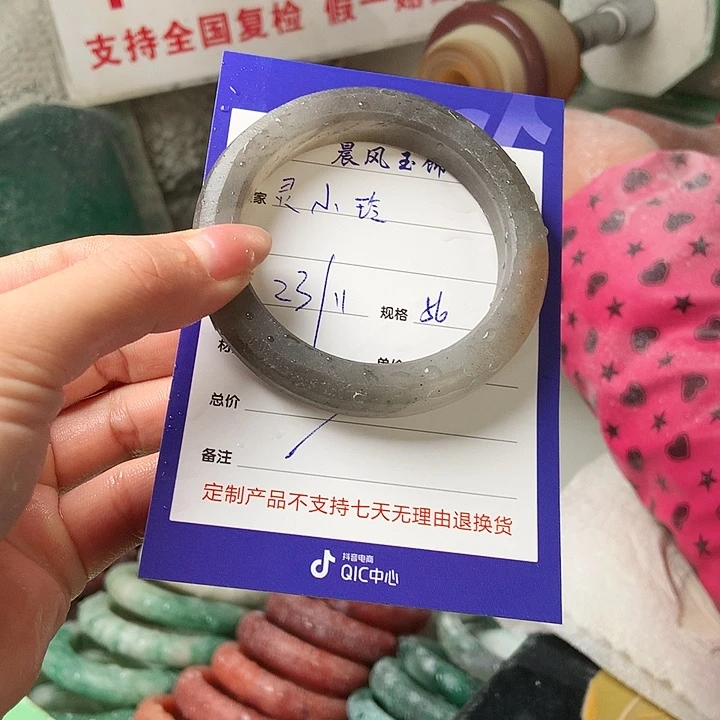 支持全国复检 假一赔
晨风玉饰
家 灵小玲
23/11 规格 56
总价
备注
定制产品不支持七天无理由退换货
抖音电商
QIC中心